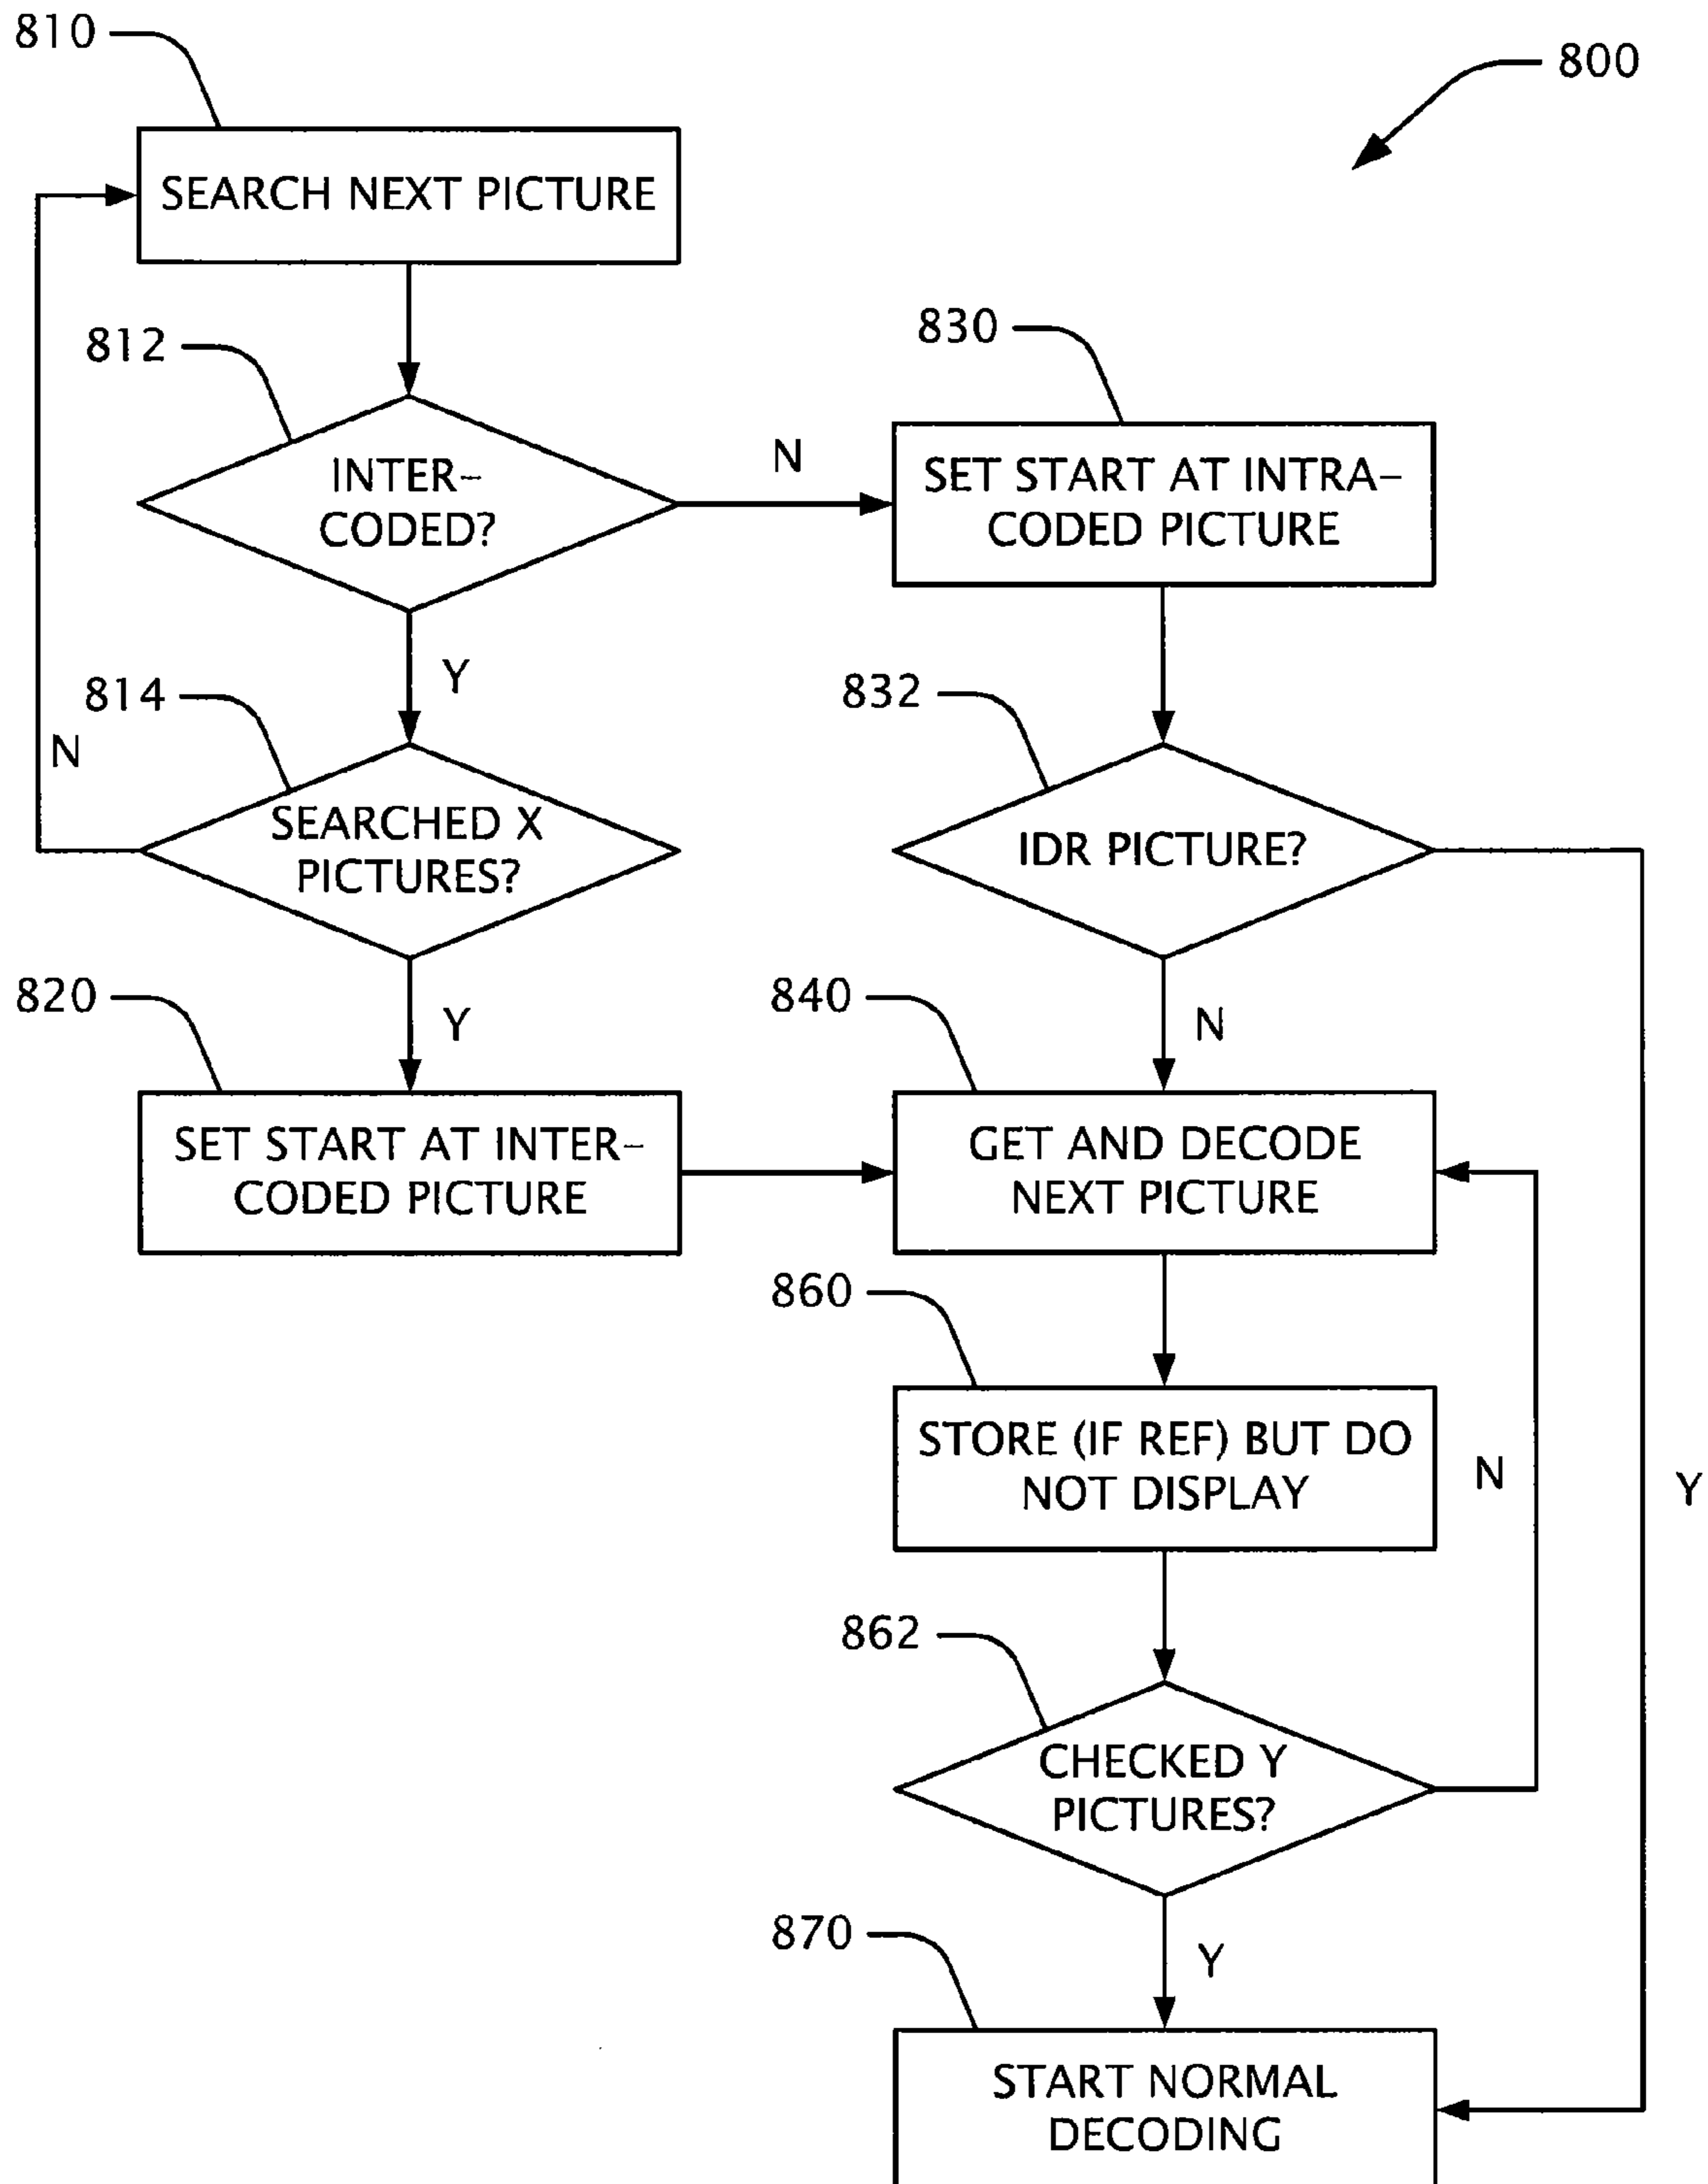 810
800
SEARCH NEXT PICTURE
812
830
INTER-
CODED?
N
SET START AT INTRA-
CODED PICTURE
Y
814
832
N
SEARCHED X
PICTURES?
IDR PICTURE?
820
Y
840
N
SET START AT INTER-
CODED PICTURE
GET AND DECODE
NEXT PICTURE
860
STORE (IF REF) BUT DO
NOT DISPLAY
N
Y
862
CHECKED Y
PICTURES?
870
Y
START NORMAL
DECODING